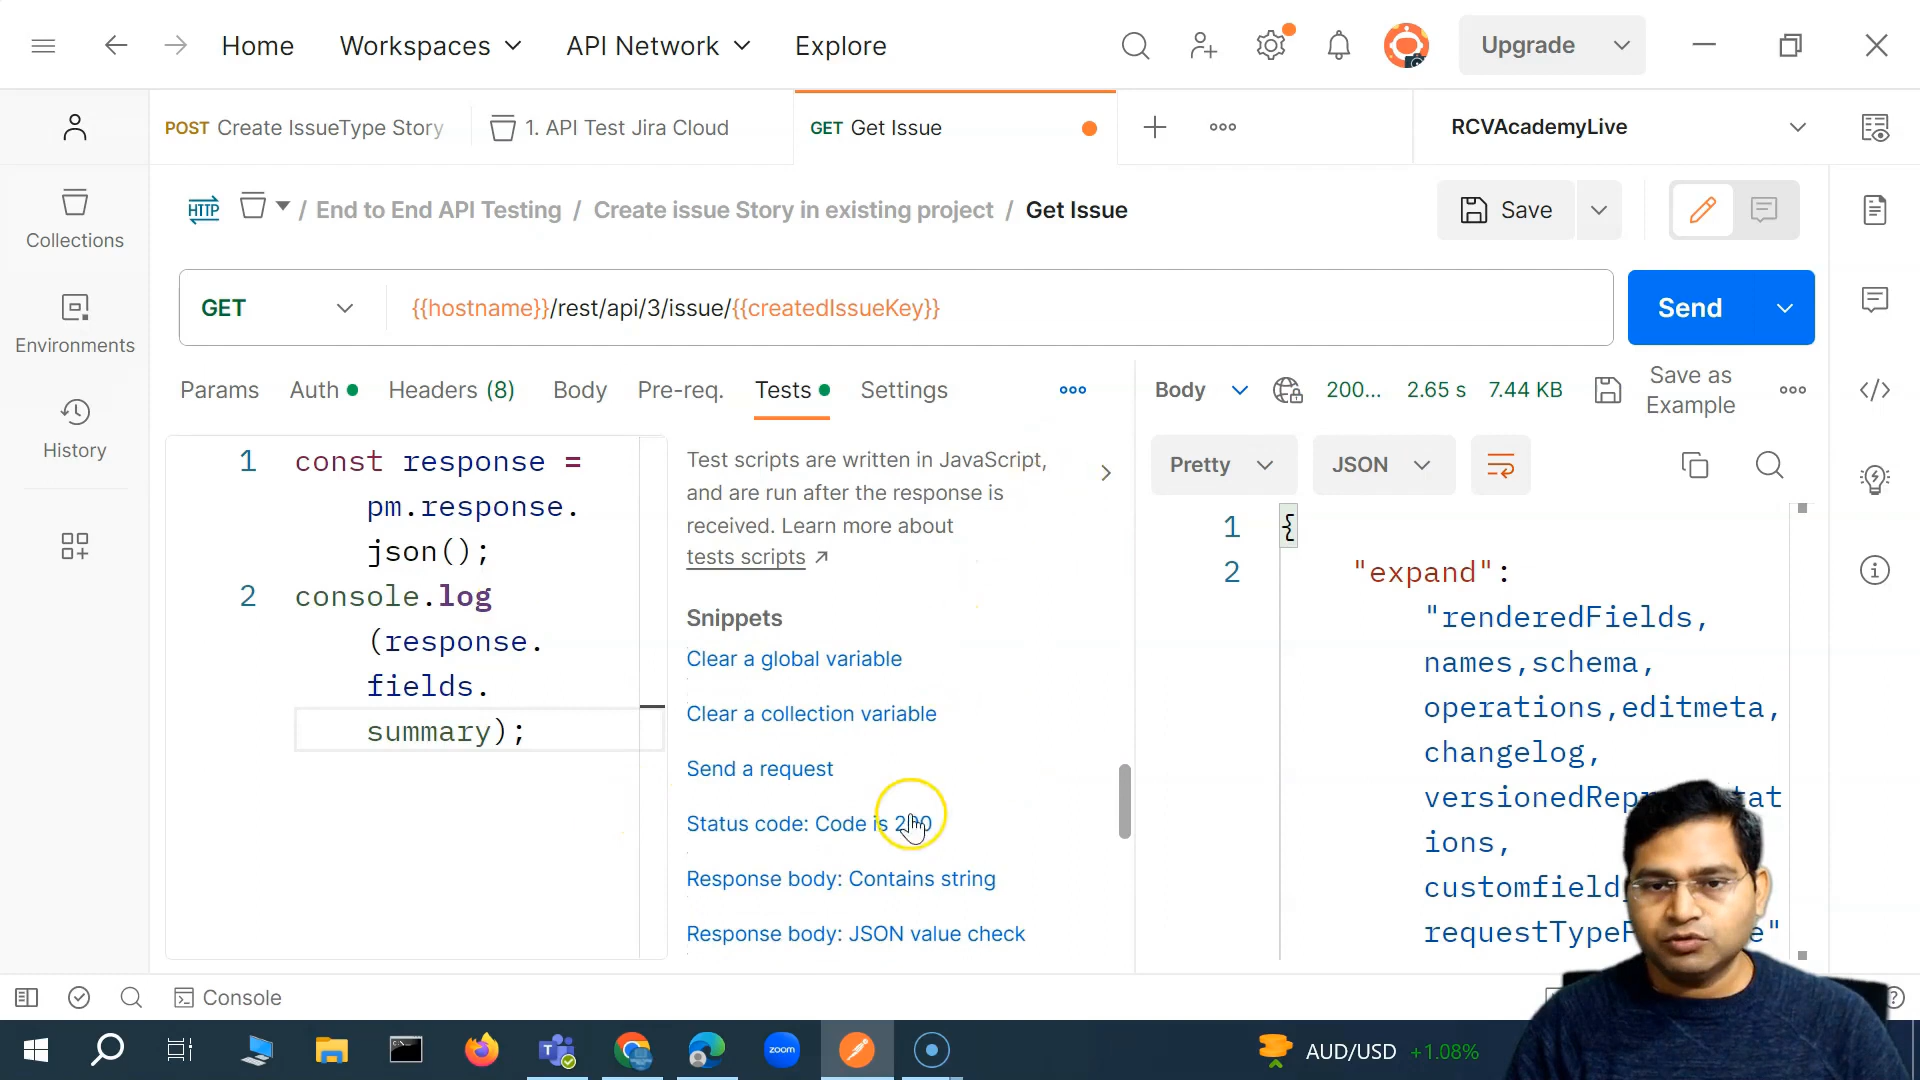 Home
Workspaces
API Network
Explore
Upgrade
POST Create IssueType Story
1. API Test Jira Cloud
GET Get Issue
RCVAcademyLive
HTTP
/ End to End API Testing / Create issue Story in existing project / Get Issue
Save
Collections
Environments
History
GET
{{hostname}}/rest/api/3/issue/{{createdIssueKey}}
Send
Params
Auth
Headers (8)
Body
Pre-req.
Tests
Settings
Body
200...
2.65 s
7.44 KB
Save as
Example
1 const response =
pm.response.
json();
2 console.log
(response.
fields.
summary);
Test scripts are written in JavaScript,
and are run after the response is
received. Learn more about
tests scripts
Snippets
Clear a global variable
Clear a collection variable
Send a request
Status code: Code is 200
Response body: Contains string
Response body: JSON value check
Pretty
JSON
1 {
2 "expand":
"renderedFields,
names,schema,
operations,editmeta,
changelog,
ions,
Console
zoom
AUD/USD +1.08%